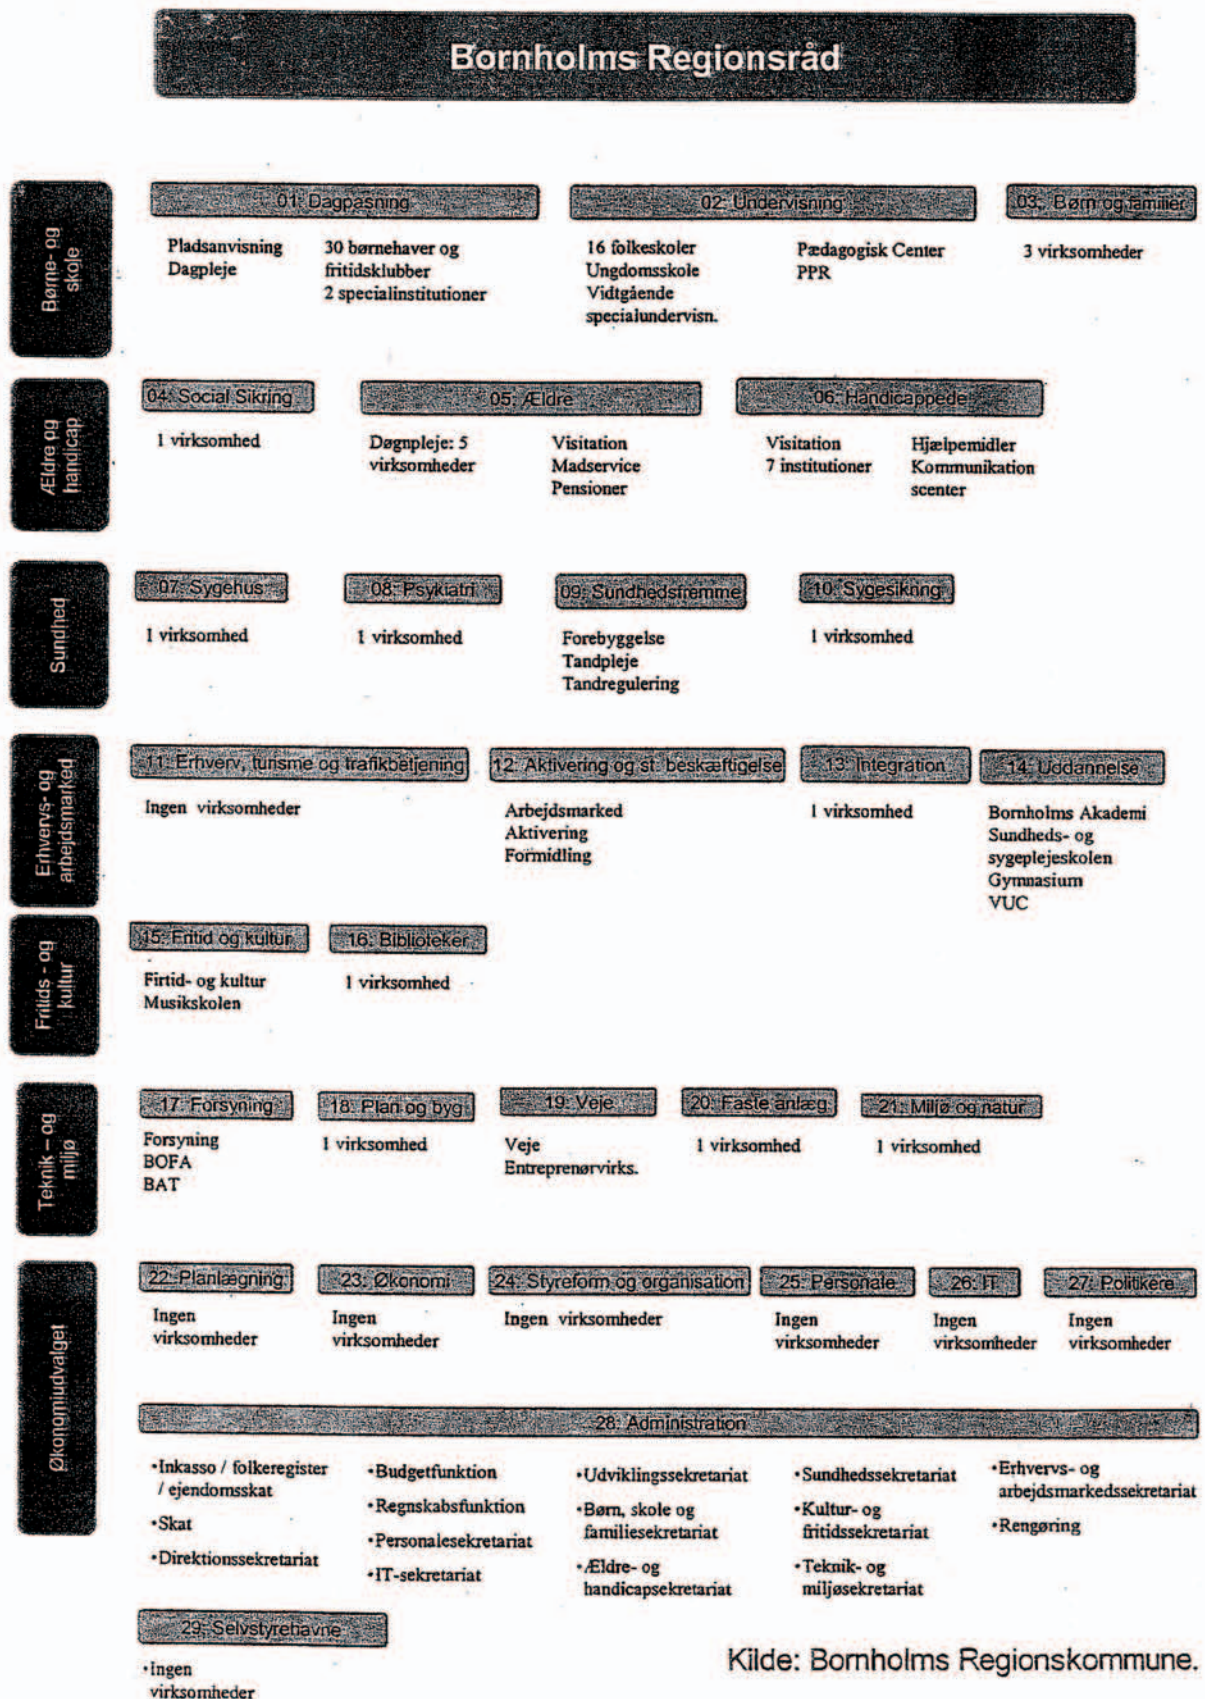 Bornholms Regionsråd
Børne- og
skole
01: Dagpasning
Pladsanvisning
Dagpleje
30 børnehaver og
fritidsklubber
2 specialinstitutioner
02: Undervisning
16 folkeskoler
Ungdomsskole
Vidtgående
specialundervisn.
Pædagogisk Center
PPR
03: Børn og familier
3 virksomheder
Ældre og
handicap
04: Social Sikring
1 virksomhed
05: Ældre
Døgnpleje: 5
virksomheder
Visitation
Madservice
Pensioner
06: Handicappede
Visitation
7 institutioner
Hjælpemidler
Kommunikation
scenter
Sundhed
07: Sygehus
1 virksomhed
08: Psykiatri
1 virksomhed
09: Sundhedsfremme
Forebyggelse
Tandpleje
Tandregulering
10: Sygesikring
1 virksomhed
Erhvervs- og
arbejdsmarked
11: Erhverv, turisme og trafikbetjening
Ingen virksomheder
12: Aktivering og st. beskæftigelse
Arbejdsmarked
Aktivering
Formidling
13: Integration
1 virksomhed
14: Uddannelse
Bornholms Akademi
Sundheds- og
sygeplejeskolen
Gymnasium
VUC
Fritids - og
kultur
15: Fritid og kultur
Firtid- og kultur
Musikskolen
16: Biblioteker
1 virksomhed
Teknik – og
miljø
17: Forsyning
Forsyning
BOFA
BAT
18: Plan og byg
1 virksomhed
19: Veje
Veje
Entreprenørvirks.
20: Faste anlæg
1 virksomhed
21: Miljø og natur
1 virksomhed
Økonomiudvalget
22: Planlægning
Ingen
virksomheder
23: Økonomi
Ingen
virksomheder
24: Styreform og organisation
Ingen virksomheder
25: Personale
Ingen
virksomheder
26: IT
Ingen
virksomheder
27: Politikere
Ingen
virksomheder
28: Administration
•Inkasso / folkeregister
/ ejendomsskat
•Skat
•Direktionssekretariat
•Budgetfunktion
•Regnskabsfunktion
•Personalesekretariat
•IT-sekretariat
•Udviklingssekretariat
•Børn, skole og
familiesekretariat
•Ældre- og
handicapsekretariat
•Sundhedssekretariat
•Kultur- og
fritidssekretariat
•Teknik- og
miljøsekretariat
•Erhvervs- og
arbejdsmarkedssekretariat
•Rengøring
29: Selvstyrehavne
•Ingen
virksomheder
Kilde: Bornholms Regionskommune.